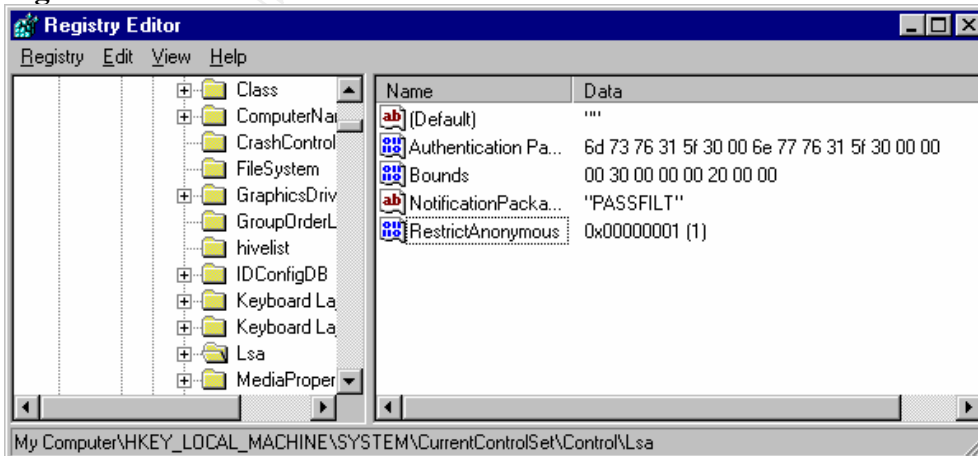 Registry Editor
Registry Edit View Help
Class
ComputerNa
CrashControl
FileSystem
GraphicsDriv
GroupOrderL
hivelist
IDConfigDB
Keyboard La
Keyboard La
Lsa
MediaProper
Name Data
(Default) ""
Authentication Pa... 6d 73 76 31 5f 30 00 6e 77 76 31 5f 30 00 00
Bounds 00 30 00 00 00 20 00 00
NotificationPacka... "PASSFILT"
RestrictAnonymous 0x00000001 (1)
My Computer\HKEY_LOCAL_MACHINE\SYSTEM\CurrentControlSet\Control\Lsa